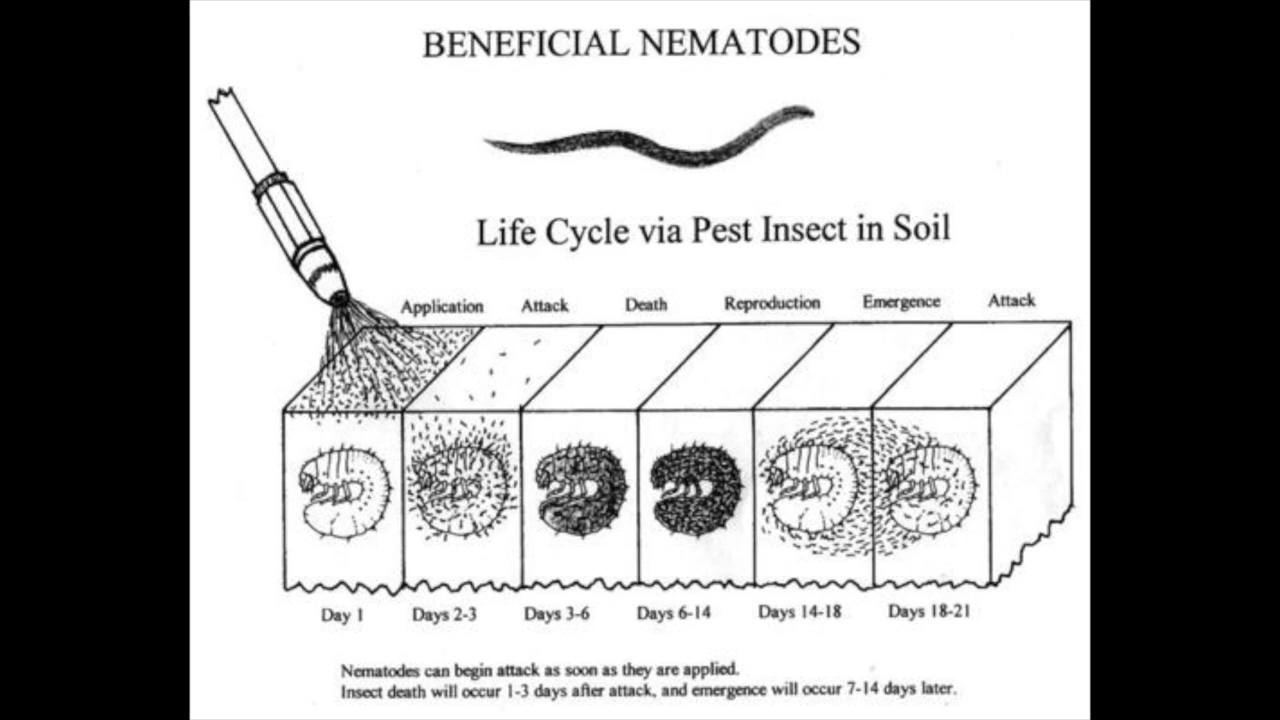 BENEFICIAL NEMATODES
Life Cycle via Pest Insect in Soil
Application Attack Death Reproduction Emergence Attack
Day 1 Days 2-3 Days 3-6 Days 6-14 Days 14-18 Days 18-21
Nematodes can begin attack as soon as they are applied.
Insect death will occur 1-3 days after attack, and emergence will occur 7-14 days later.